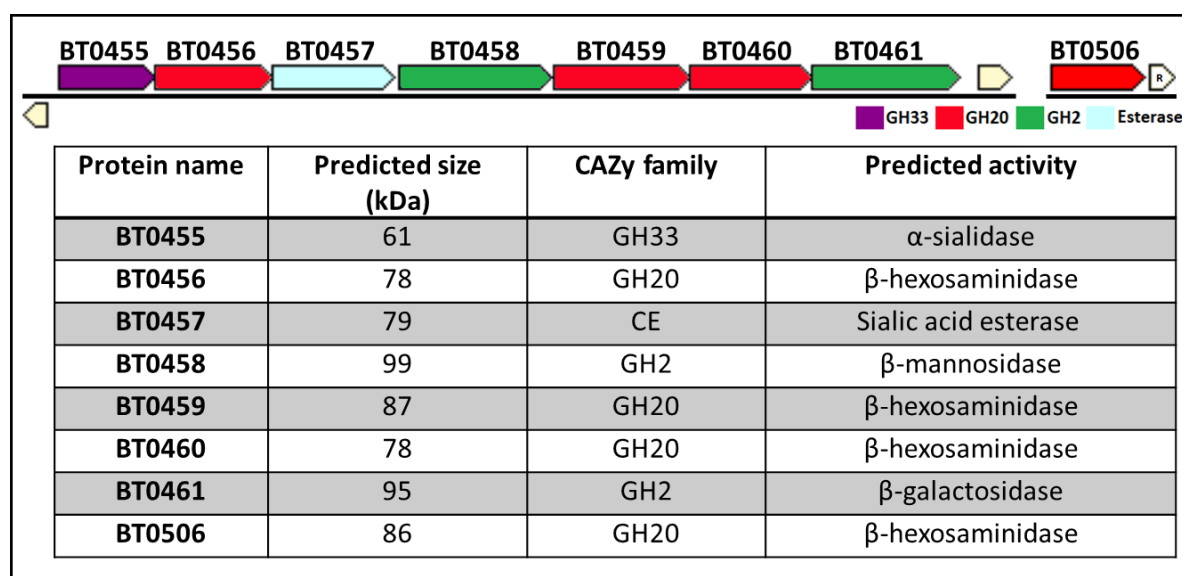 BT0455 BT0456 BT0457 BT0458 BT0459 BT0460 BT0461 BT0506
R
GH33 GH20 GH2 Esterase
Protein name Predicted size (kDa) CAZy family Predicted activity
BT0455 61 GH33 α-sialidase
BT0456 78 GH20 β-hexosaminidase
BT0457 79 CE Sialic acid esterase
BT0458 99 GH2 β-mannosidase
BT0459 87 GH20 β-hexosaminidase
BT0460 78 GH20 β-hexosaminidase
BT0461 95 GH2 β-galactosidase
BT0506 86 GH20 β-hexosaminidase